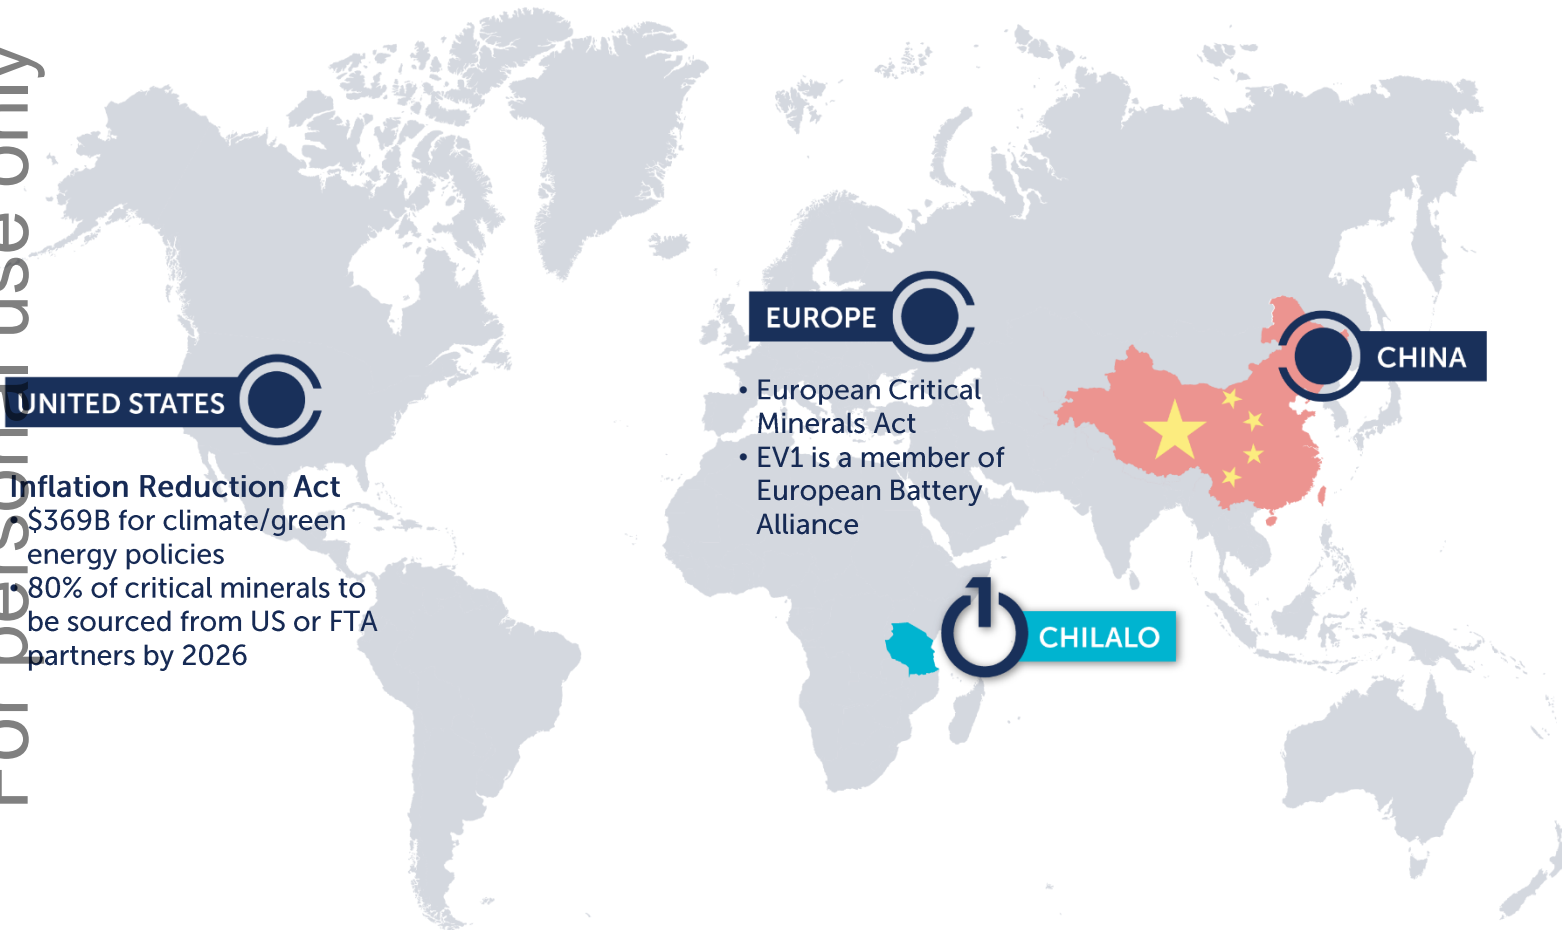 For personal use only
UNITED STATES
Inflation Reduction Act
• $369B for climate/green
energy policies
• 80% of critical minerals to
be sourced from US or FTA
partners by 2026
EUROPE
• European Critical
Minerals Act
• EV1 is a member of
European Battery
Alliance
CHINA
1
CHILALO